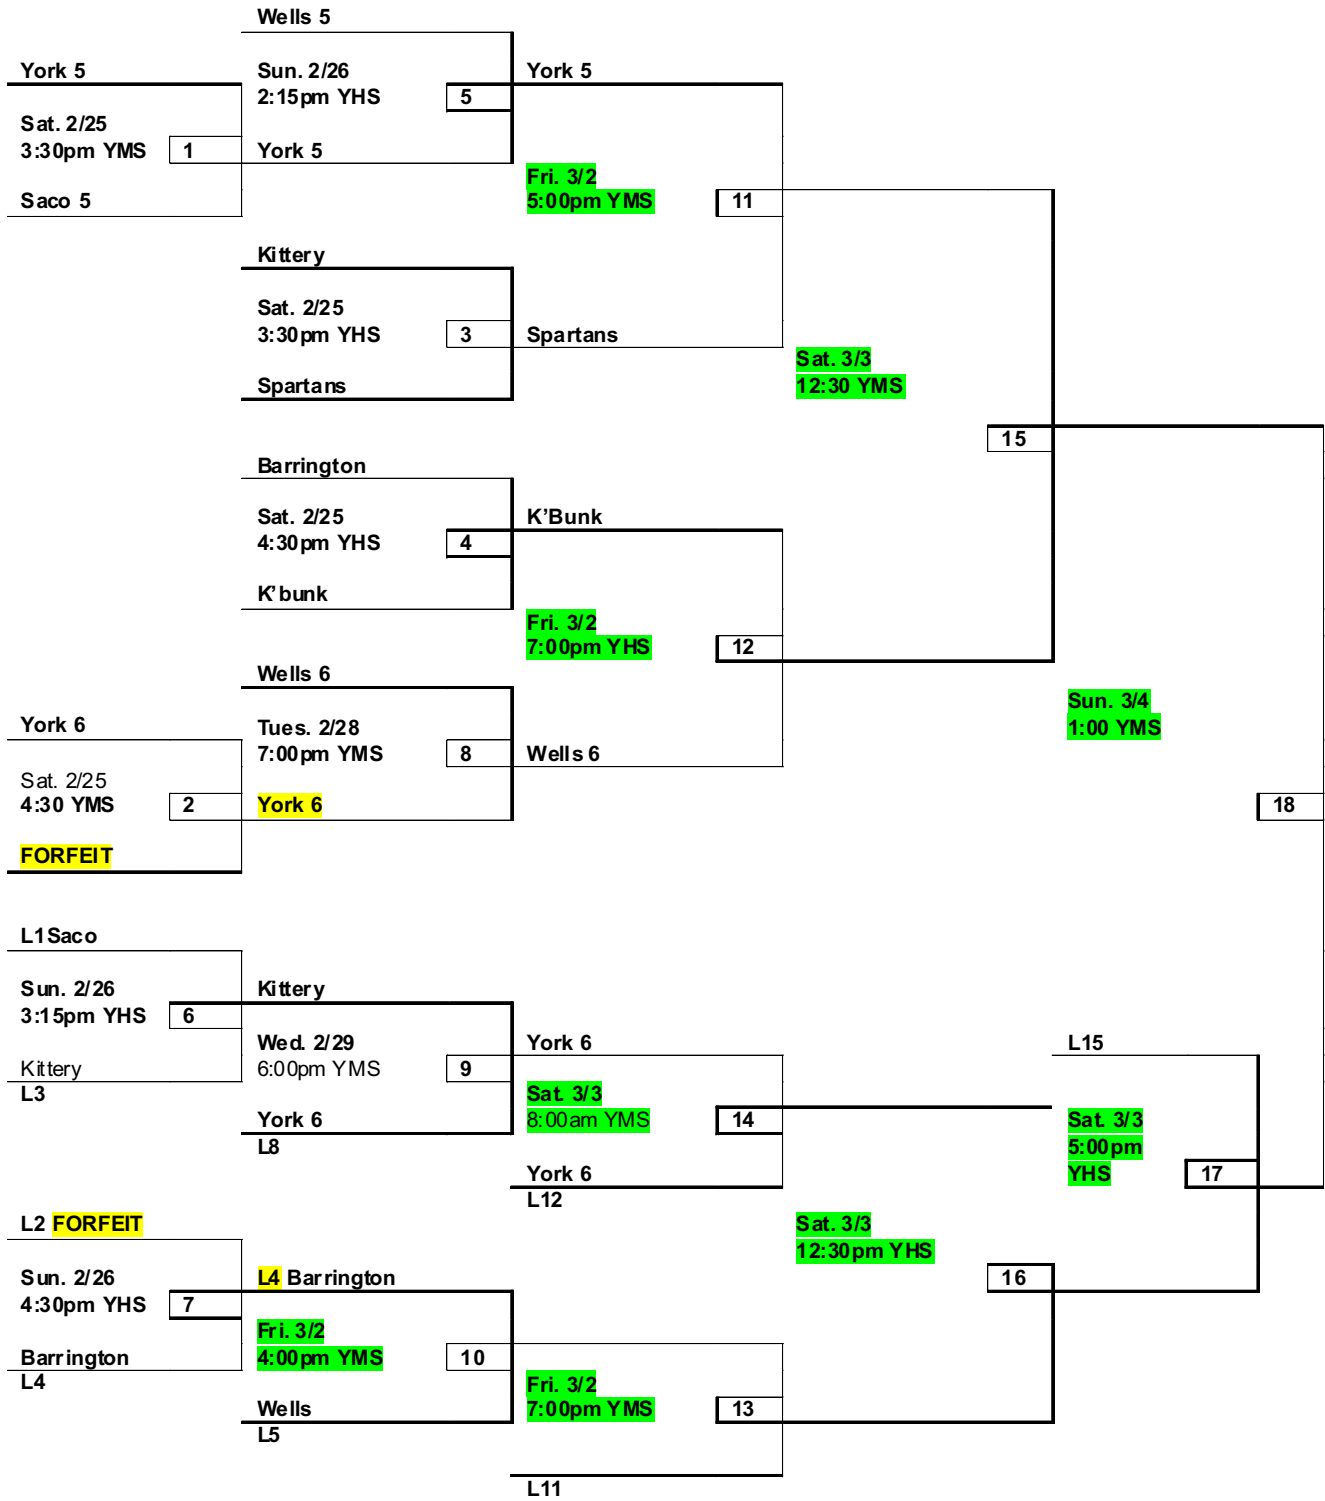 Wells 5
York 5
Sun. 2/26
York 5
2:15pm YHS
5
Sat. 2/25
3:30pm YMS
1
York 5
Fri. 3/2
Saco 5
5:00pm YMS
11
Kittery
Sat. 2/25
3:30pm YHS
3
Spartans
Sat. 3/3
Spartans
12:30 YMS
15
Barrington
Sat. 2/25
K'Bunk
4:30pm YHS
4
K'bunk
Fri. 3/2
7:00pm YHS
12
Wells 6
Sun. 3/4
York 6
Tues. 2/28
1:00 YMS
7:00pm YMS
8
Wells 6
Sat. 2/25
4:30 YMS
2
York 6
18
FORFEIT
L1Saco
Sun. 2/26
Kittery
3:15pm YHS
6
Wed. 2/29
York 6
L15
Kittery
6:00pm YMS
9
L3
Sat. 3/3
York 6
8:00am YMS
14
Sat. 3/3
L8
5:00pm
York 6
YHS
17
L12
L2 FORFEIT
Sat. 3/3
12:30pm YHS
Sun. 2/26
L4 Barrington
16
4:30pm YHS
7
Fri. 3/2
Barrington
4:00pm YMS
10
L4
Fri. 3/2
Wells
7:00pm YMS
13
L5
L11